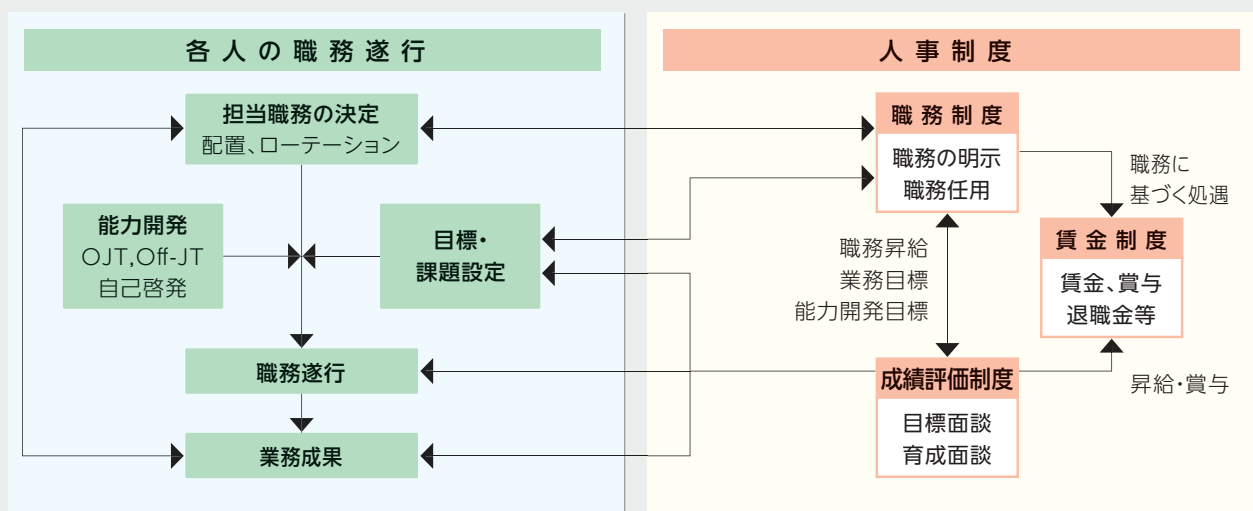 各人の職務遂行
担当職務の決定
配置、ローテーション
能力開発
OJT,Off-JT
自己啓発
目標・
課題設定
職務遂行
業務成果
人事制度
職務制度
職務の明示
職務任用
職務に
基づく処遇
職務昇給
業務目標
能力開発目標
賃金制度
賃金、賞与
退職金等
成績評価制度
目標面談
育成面談
昇給・賞与